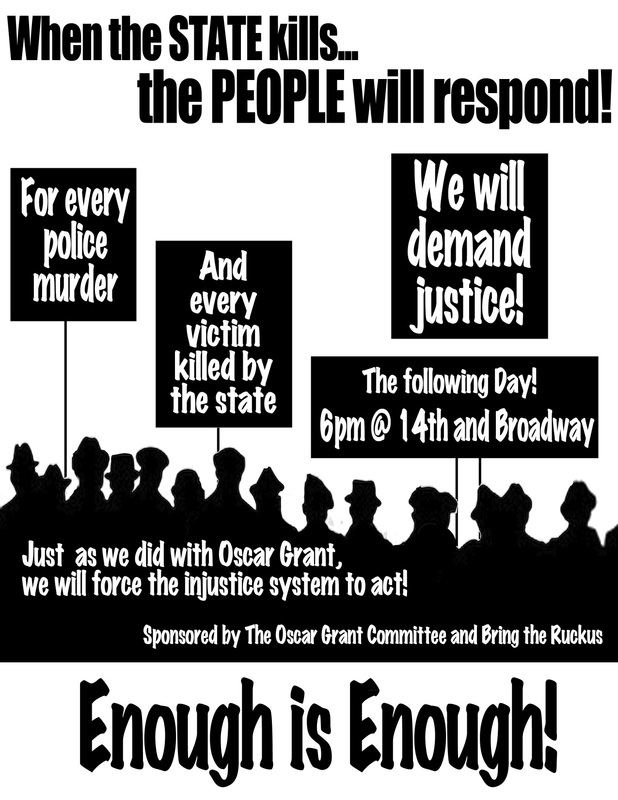 When the STATE kills...
the PEOPLE will respond!
For every
police
murder
And
every
victim
killed by
the state
We will
demand
justice!
The following Day!
6pm @ 14th and Broadway
Just as we did with Oscar Grant,
we will force the injustice system to act!
Sponsored by The Oscar Grant Committee and Bring the Ruckus
Enough is Enough!